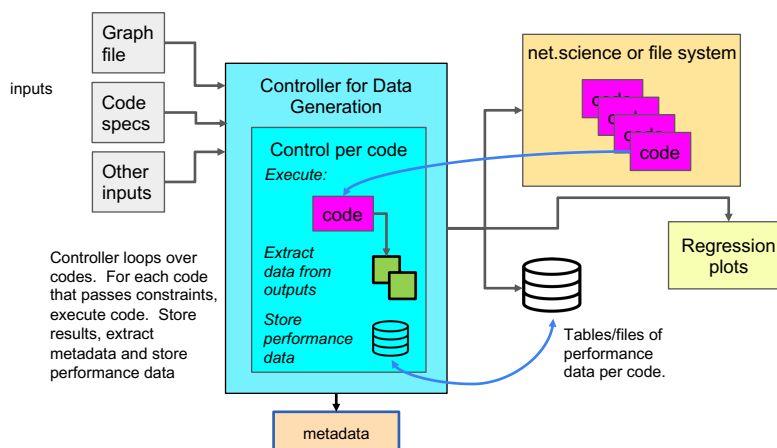 Graph
file
inputs
Code
specs
Other
inputs
Controller for Data
Generation
Control per code
Execute:
code
Extract
data from
outputs
Store
performance
data
Controller loops over
codes. For each code
that passes constraints,
execute code. Store
results, extract
metadata and store
performance data
metadata
net.science or file system
code
code
code
code
Regression
plots
Tables/files of
performance
data per code.